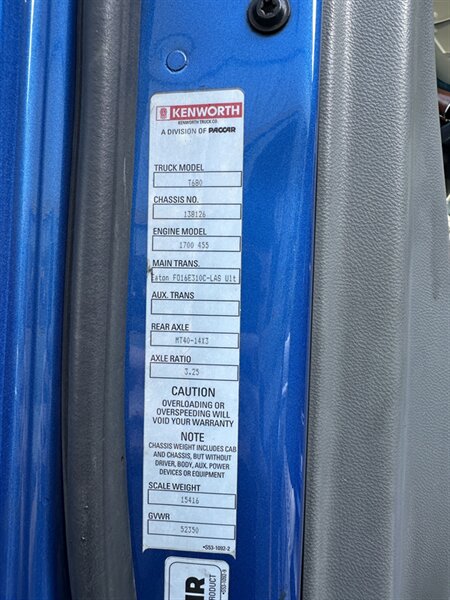 KENWORTH
KENWORTH TRUCK CO.
A DIVISION OF PACCAR
TRUCK MODEL
T680
CHASSIS NO.
138126
ENGINE MODEL
1700 455
MAIN TRANS.
Eaton FO16E310C-LAS Ult
AUX. TRANS
REAR AXLE
MT40-14X3
AXLE RATIO
3.25
CAUTION
OVERLOADING OR
OVERSPEEDING WILL
VOID YOUR WARRANTY
NOTE
CHASSIS WEIGHT INCLUDES CAB
AND CHASSIS, BUT WITHOUT
DRIVER, BODY, AUX. POWER
DEVICES OR EQUIPMENT
SCALE WEIGHT
15416
GVWR
52350
•S53-1092-2
PRODUCT